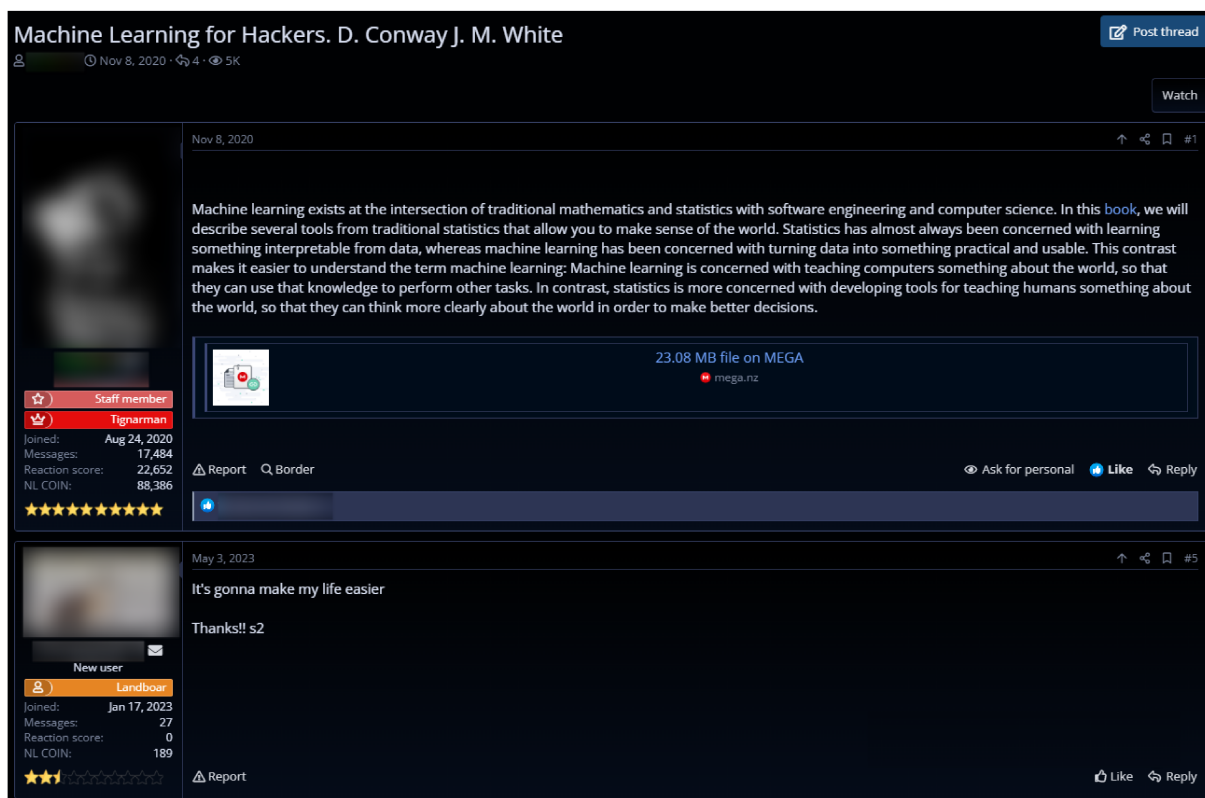 Machine Learning for Hackers. D. Conway J. M. White
Post thread
Nov 8, 2020 · 4 · 5K
Watch
Nov 8, 2020
#1
Machine learning exists at the intersection of traditional mathematics and statistics with software engineering and computer science. In this book, we will
describe several tools from traditional statistics that allow you to make sense of the world. Statistics has almost always been concerned with learning
something interpretable from data, whereas machine learning has been concerned with turning data into something practical and usable. This contrast
makes it easier to understand the term machine learning: Machine learning is concerned with teaching computers something about the world, so that
they can use that knowledge to perform other tasks. In contrast, statistics is more concerned with developing tools for teaching humans something about
the world, so that they can think more clearly about the world in order to make better decisions.
23.08 MB file on MEGA
mega.nz
Staff member
Tignarman
Joined: Aug 24, 2020
Messages: 17,484
Reaction score: 22,652
NL COIN: 88,386
Report Border
Ask for personal Like Reply
May 3, 2023
#5
It's gonna make my life easier
Thanks!! s2
New user
Landboar
Joined: Jan 17, 2023
Messages: 27
Reaction score: 0
NL COIN: 189
Report
Like Reply